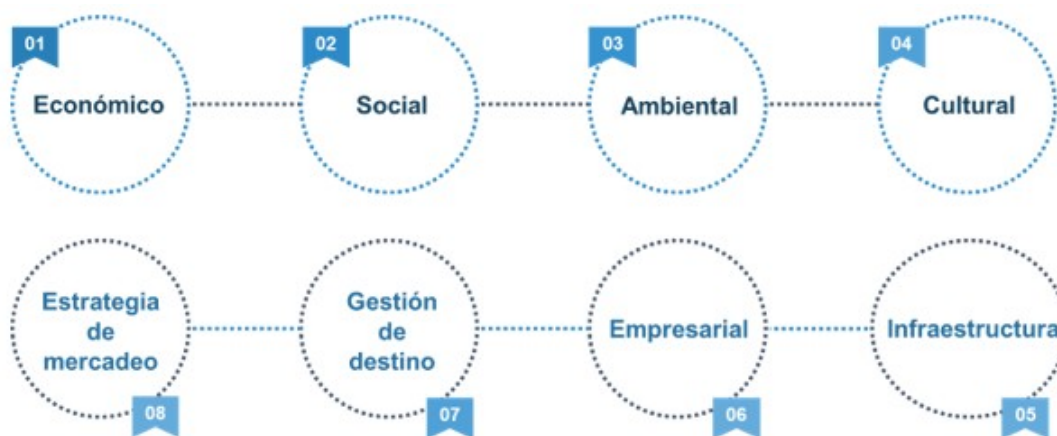 01
Económico
02
Social
03
Ambiental
04
Cultural
Estrategia
de
mercadeo
08
Gestión
de
destino
07
Empresarial
06
Infraestructura
05